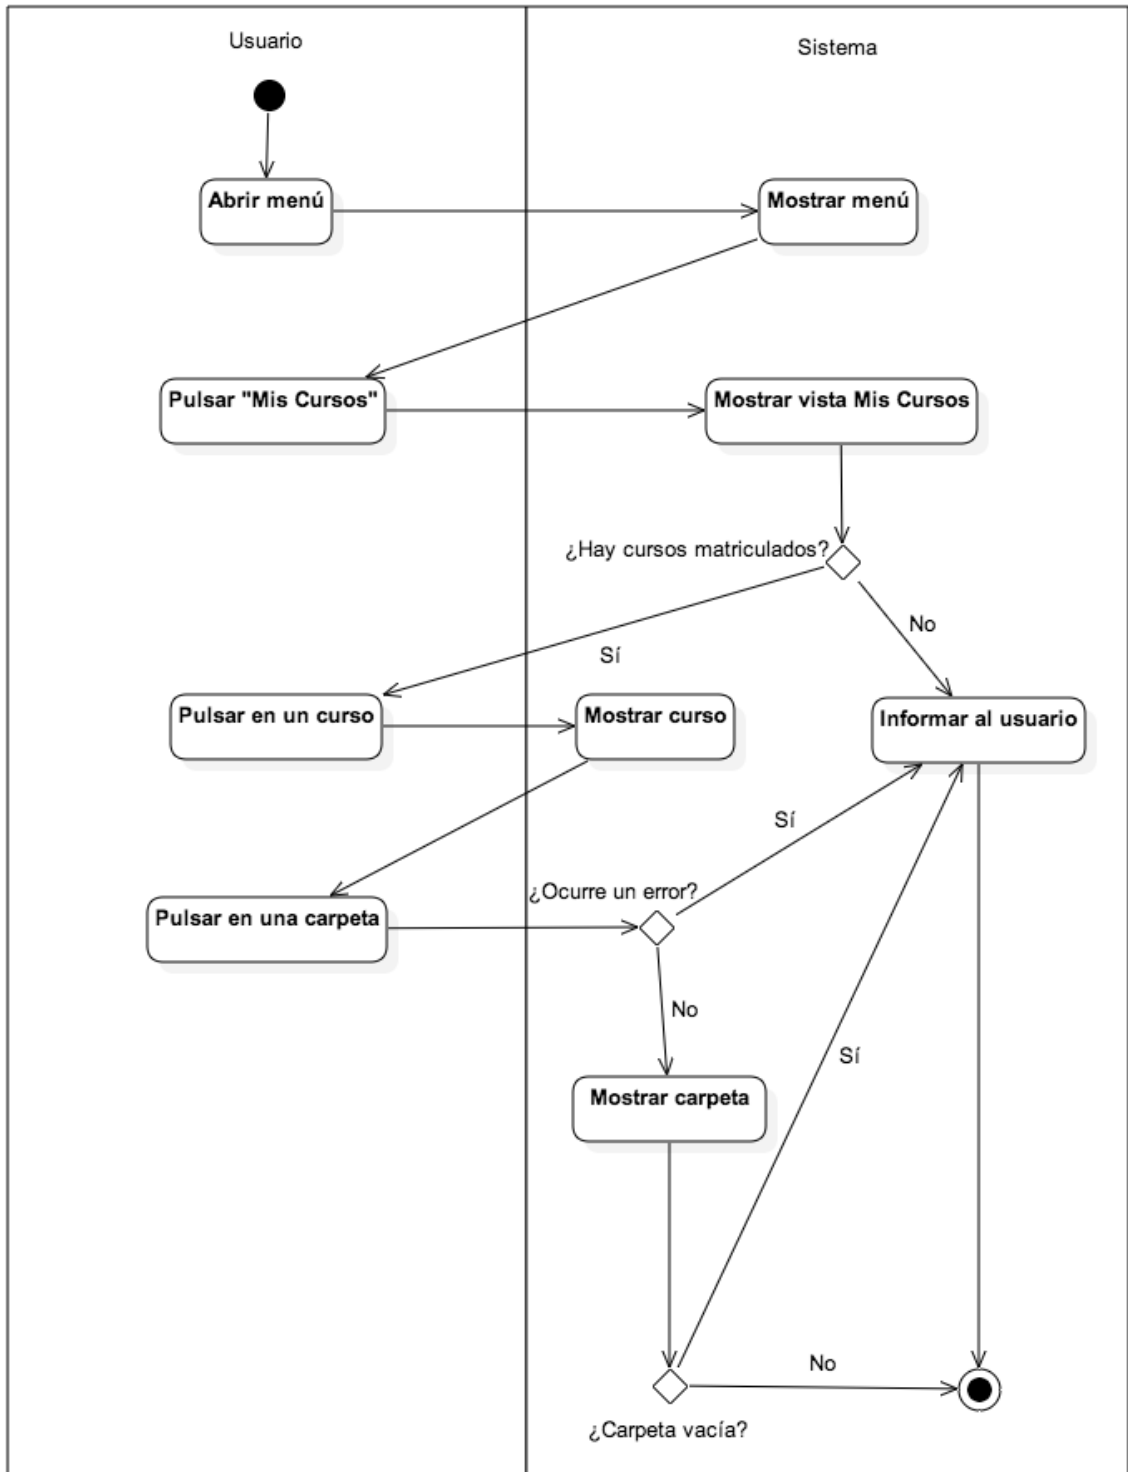 Usuario
Sistema
Abrir menú
Mostrar menú
Pulsar "Mis Cursos"
Mostrar vista Mis Cursos
¿Hay cursos matriculados?
No
Sí
Pulsar en un curso
Mostrar curso
Informar al usuario
Sí
¿Ocurre un error?
Pulsar en una carpeta
No
Sí
Mostrar carpeta
No
¿Carpeta vacía?